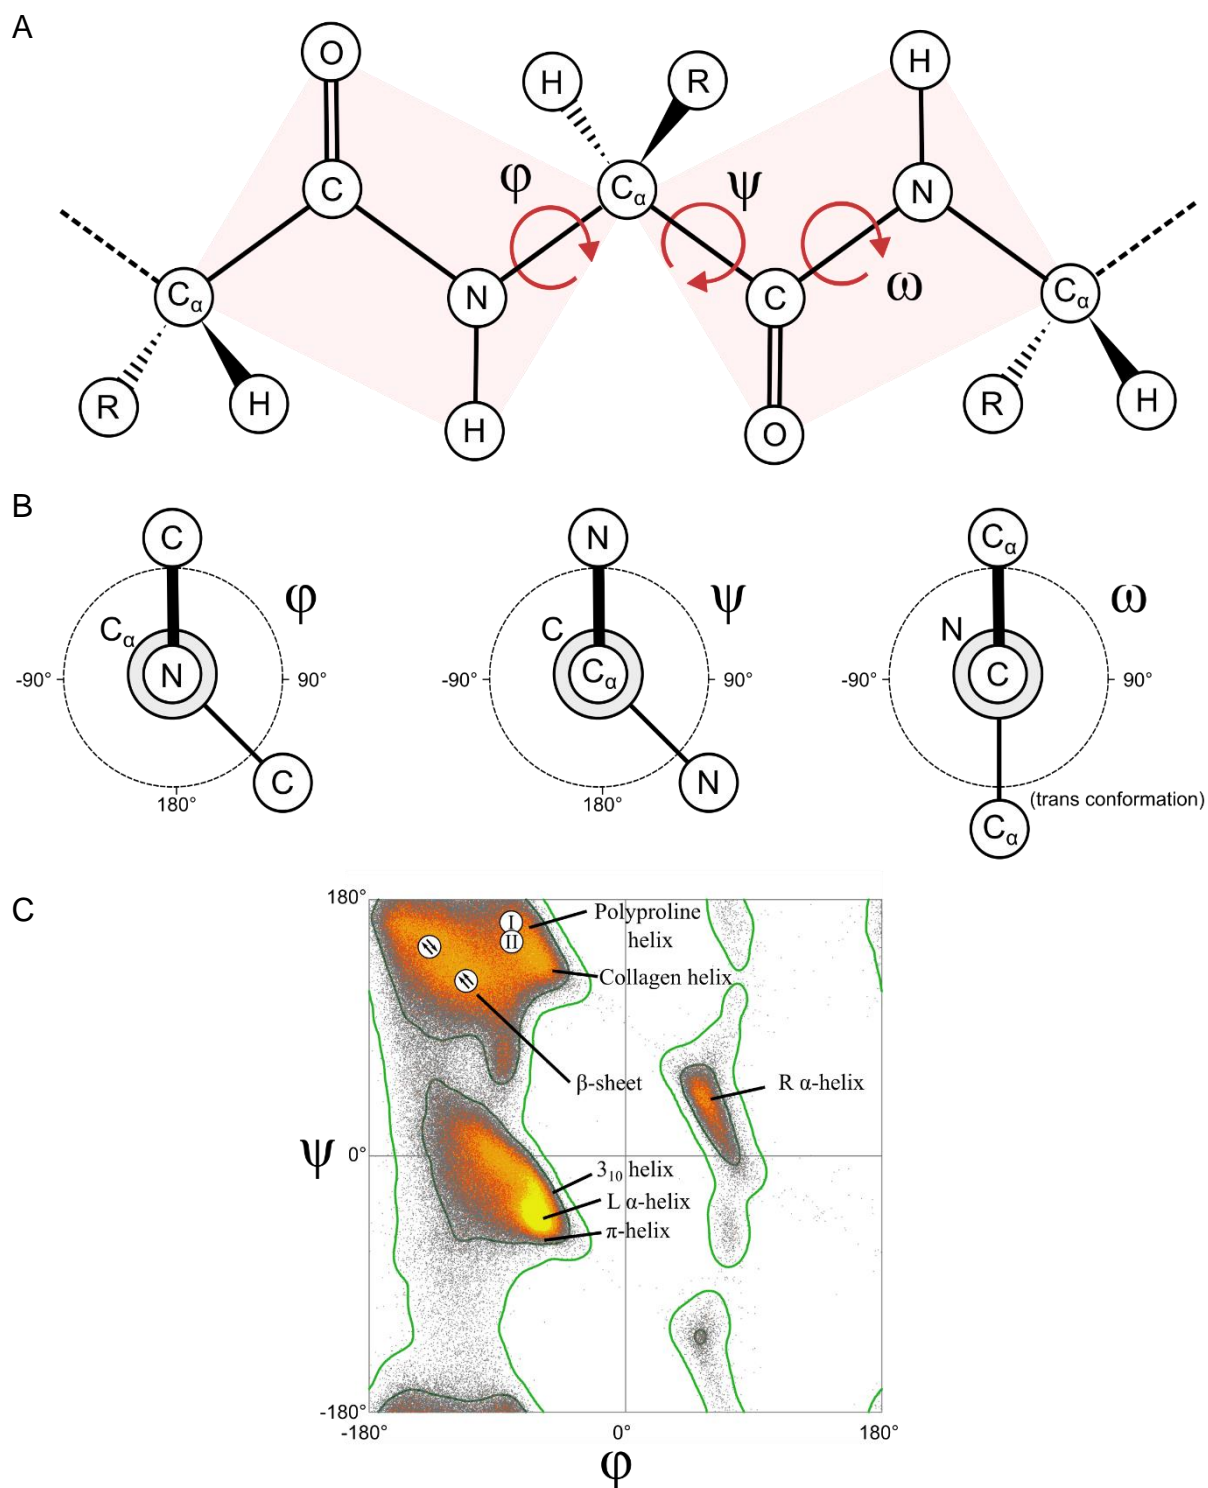 A
O
H
R
H
φ
Cα
ψ
C
N
Cα
N
C
ω
Cα
R
H
H
O
R
H
B
C
φ
Cα
N
-90°
90°
C
180°
N
ψ
C
Cα
-90°
90°
N
180°
Cα
ω
N
C
-90°
90°
(trans conformation)
Cα
C
180°
I
II
Polyproline
helix
Collagen helix
β-sheet
R α-helix
ψ
0°
3₁₀ helix
L α-helix
π-helix
-180°
-180°
0°
180°
φ